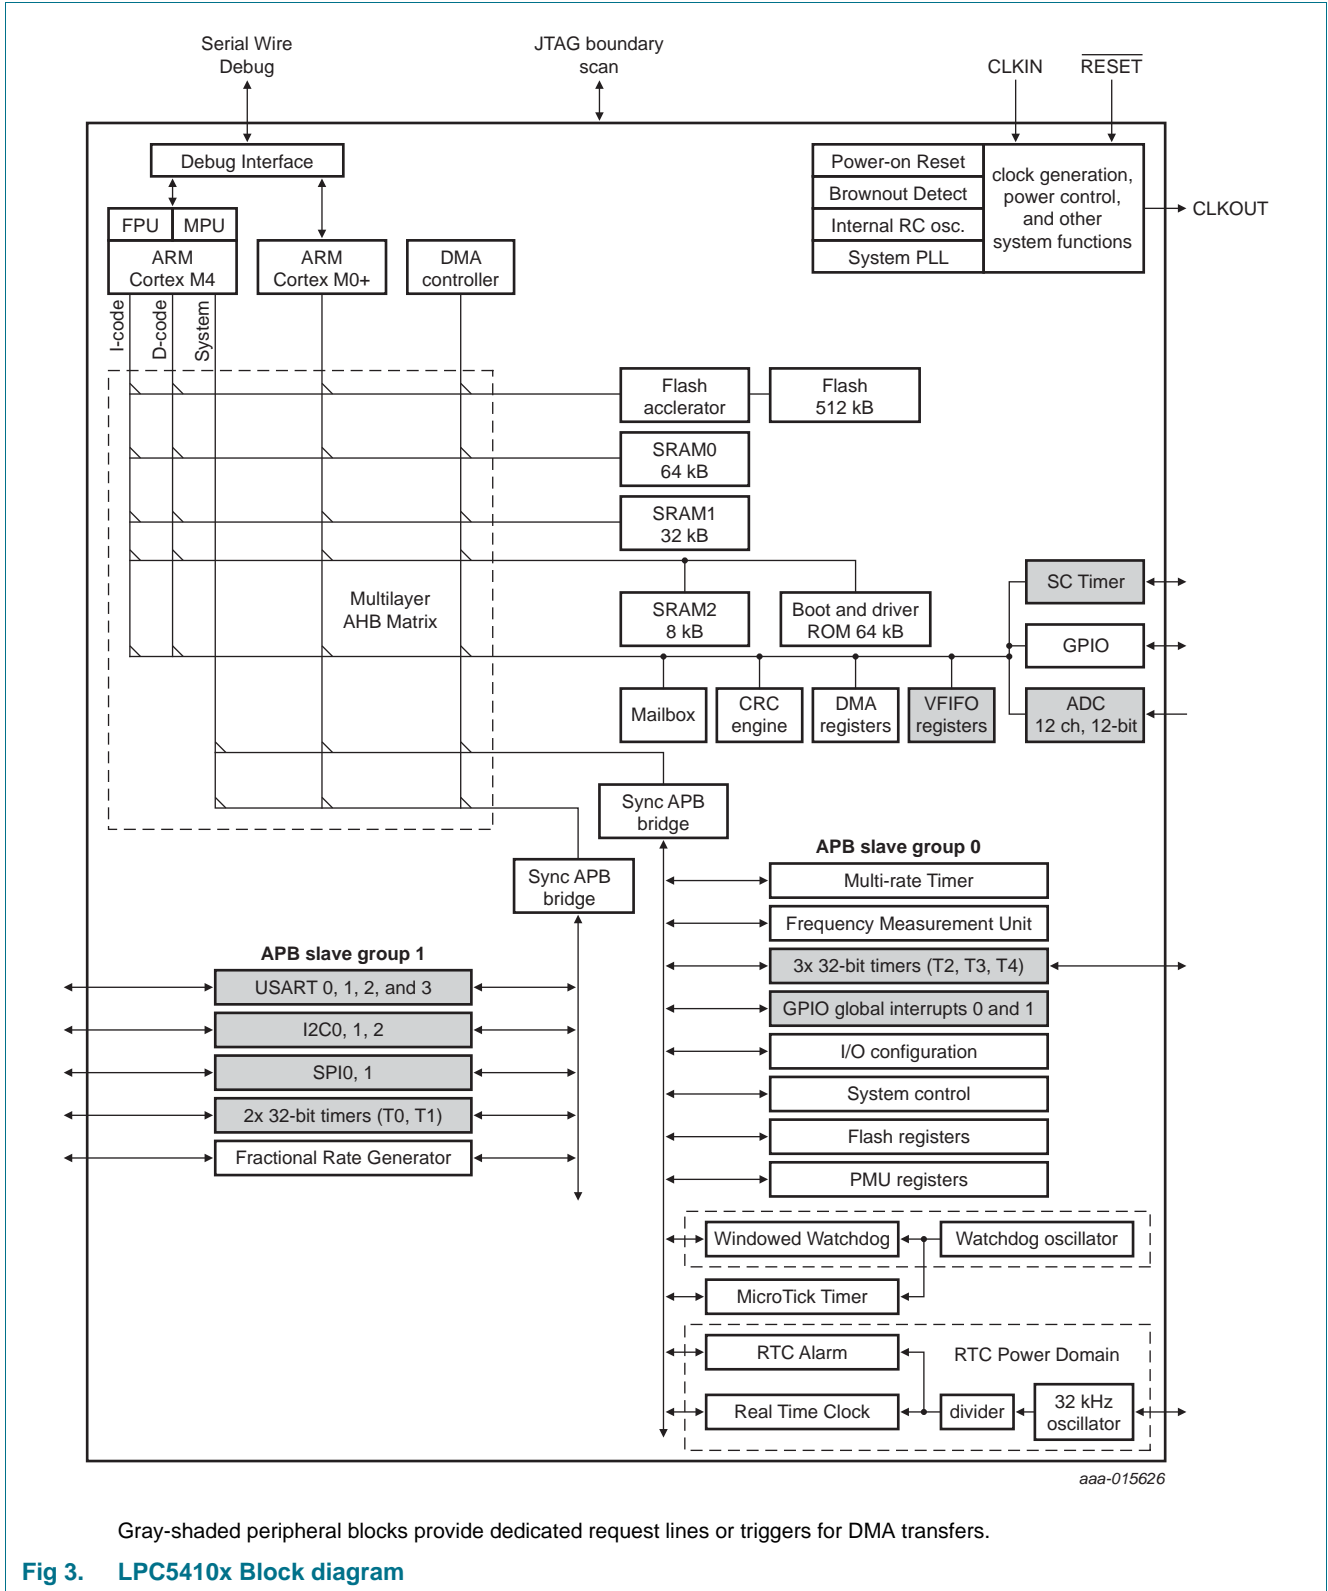 Serial Wire
Debug
JTAG boundary
scan
CLKIN
RESET
Debug Interface
Power-on Reset
Brownout Detect
Internal RC osc.
System PLL
clock generation,
power control,
and other
system functions
CLKOUT
FPU
MPU
ARM
Cortex M4
ARM
Cortex M0+
DMA
controller
I-code
D-code
System
Flash
acclerator
Flash
512 kB
SRAM0
64 kB
SRAM1
32 kB
Multilayer
AHB Matrix
SRAM2
8 kB
Boot and driver
ROM 64 kB
SC Timer
GPIO
ADC
12 ch, 12-bit
Mailbox
CRC
engine
DMA
registers
VFIFO
registers
Sync APB
bridge
Sync APB
bridge
APB slave group 0
Multi-rate Timer
Frequency Measurement Unit
3x 32-bit timers (T2, T3, T4)
GPIO global interrupts 0 and 1
I/O configuration
System control
Flash registers
PMU registers
APB slave group 1
USART 0, 1, 2, and 3
I2C0, 1, 2
SPI0, 1
2x 32-bit timers (T0, T1)
Fractional Rate Generator
Windowed Watchdog
Watchdog oscillator
MicroTick Timer
RTC Alarm
RTC Power Domain
Real Time Clock
divider
32 kHz
oscillator
aaa-015626
Gray-shaded peripheral blocks provide dedicated request lines or triggers for DMA transfers.
Fig 3. LPC5410x Block diagram